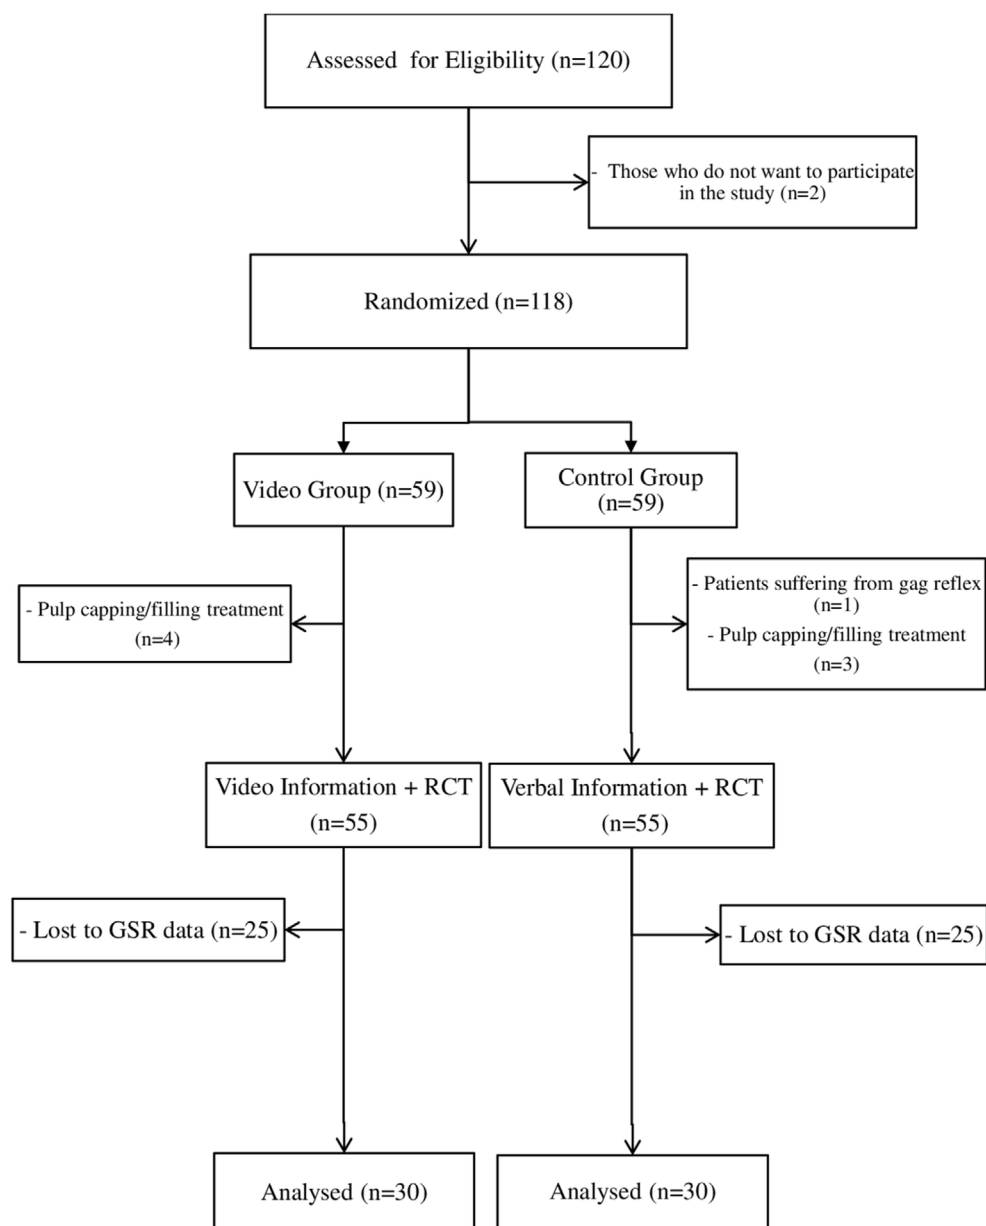 Assessed for Eligibility (n=120)
- Those who do not want to participate
in the study (n=2)
Randomized (n=118)
Video Group (n=59)
Control Group
(n=59)
- Pulp capping/filling treatment
(n=4)
- Patients suffering from gag reflex
(n=1)
- Pulp capping/filling treatment
(n=3)
Video Information + RCT
(n=55)
Verbal Information + RCT
(n=55)
- Lost to GSR data (n=25)
- Lost to GSR data (n=25)
Analysed (n=30)
Analysed (n=30)